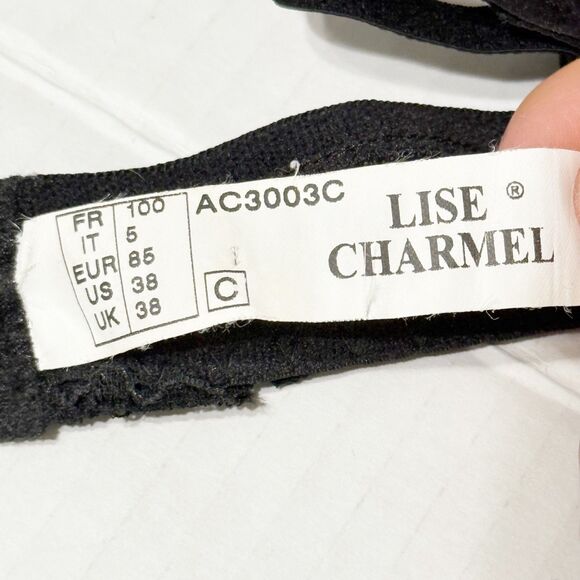 FR 100
IT 5
EUR 85
US 38
UK 38
AC3003C
C
LISE ®
CHARMEL